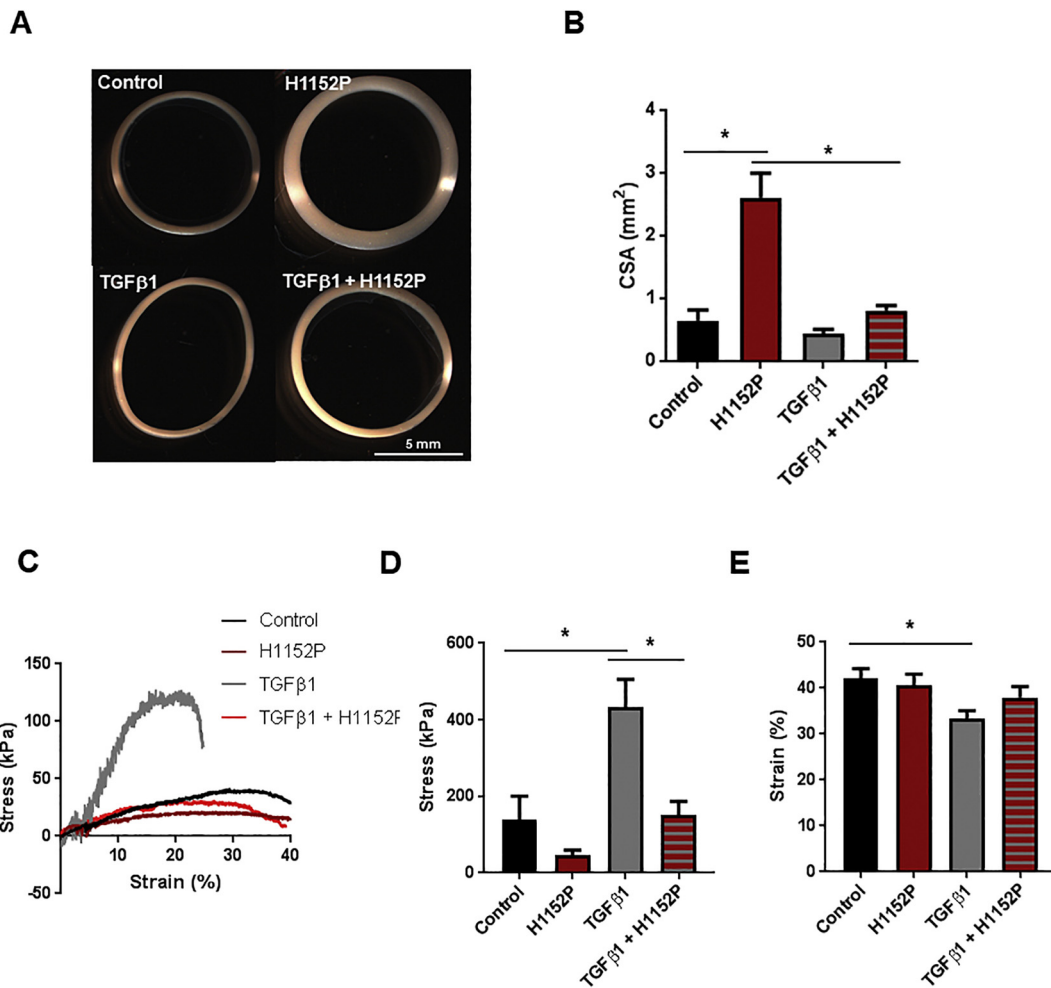 A
B
Control
H1152P
TGFβ1
TGFβ1 + H1152P
5 mm
4
3
2
1
0
CSA (mm²)
*
*
Control
H1152P
TGFβ1
TGFβ1 + H1152P
C
D
E
Control
H1152P
TGFβ1
TGFβ1 + H1152P
150
100
50
0
-50
10
20
30
40
Stress (kPa)
Strain (%)
600
400
200
0
Stress (kPa)
*
*
Control
H1152P
TGFβ1
TGFβ1 + H1152P
50
40
30
20
10
0
Strain (%)
*
Control
H1152P
TGFβ1
TGFβ1 + H1152P